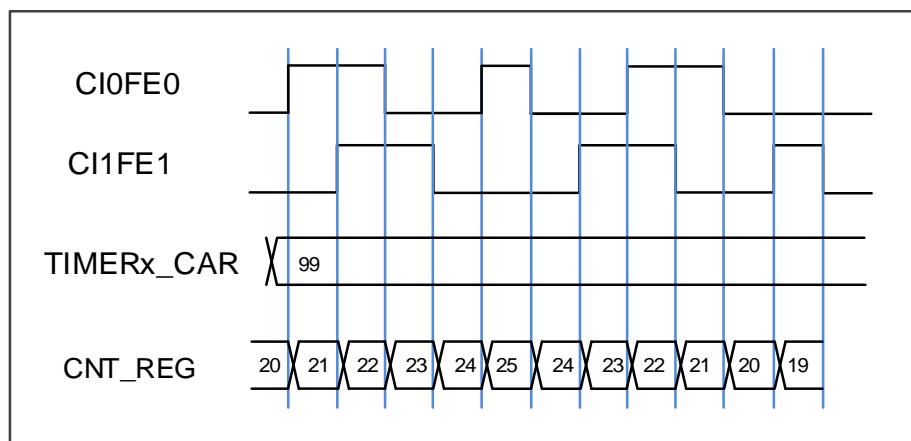 CI0FE0
CI1FE1
TIMERx_CAR 99
CNT_REG 20 21 22 23 24 25 24 23 22 21 20 19